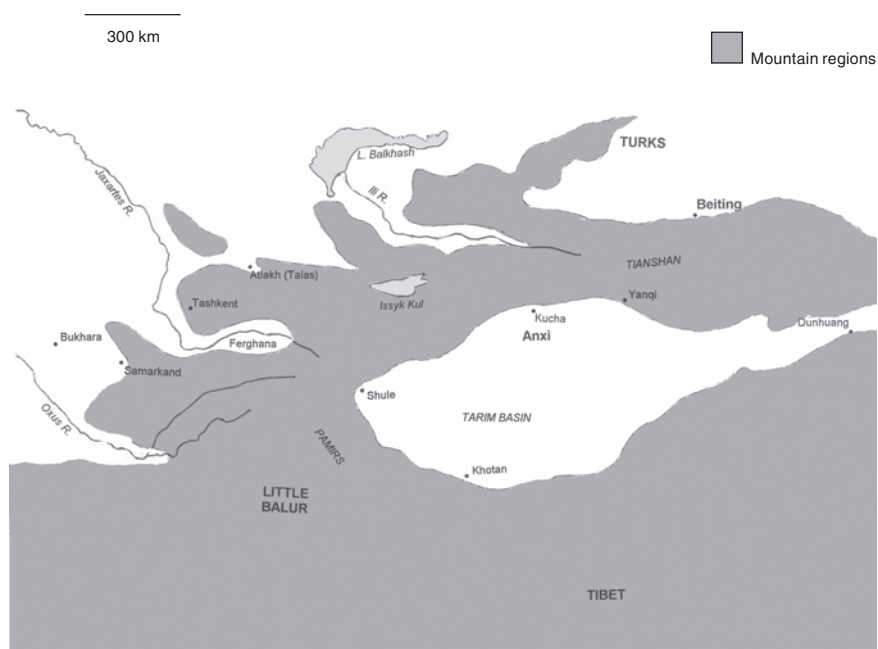 300 km
Mountain regions
TURKS
L. Balkhash
Ili R.
Jaxartes R.
Beiting
TIANSHAN
Atlakh (Talas)
Issyk Kul
Yanqi
Tashkent
Kucha
Dunhuang
Anxi
Bukhara
Ferghana
Samarkand
Shule
Oxus R.
TARIM BASIN
PAMIRS
Khotan
LITTLE
BALUR
TIBET